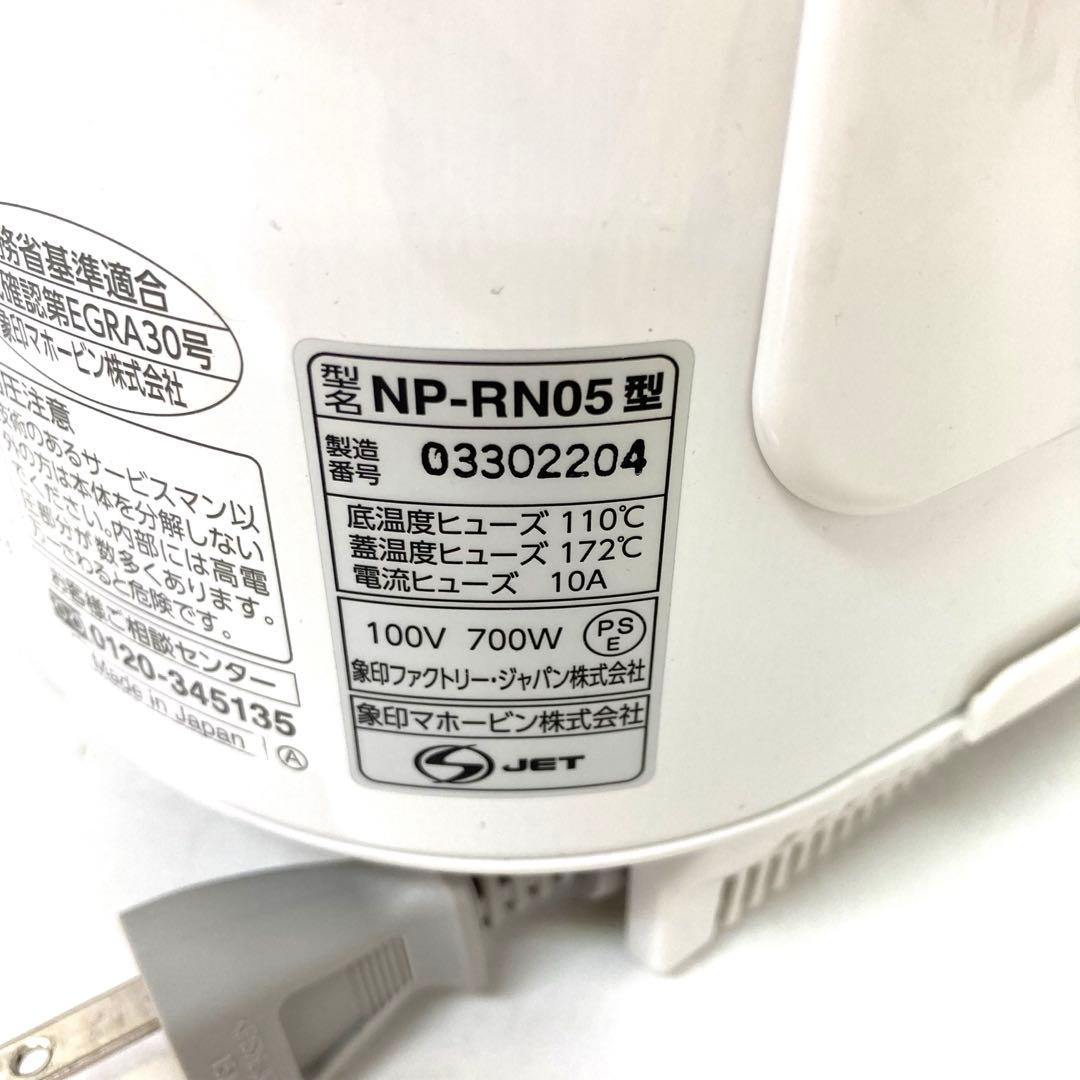 務省基準適合
確認第EGRA30号
象印マホービン株式会社
圧注意
術のあるサービスマン以
外の方は本体を分解しない
でください。内部には高電
圧部分が数多くあります。
さわると危険です。
お客様ご相談センター
0120-345135
Made in Japan
A
型名 NP-RN05型
製造番号 03302204
底温度ヒューズ 110℃
蓋温度ヒューズ 172℃
電流ヒューズ 10A
100V 700W PSE
象印ファクトリー・ジャパン株式会社
象印マホービン株式会社
S JET